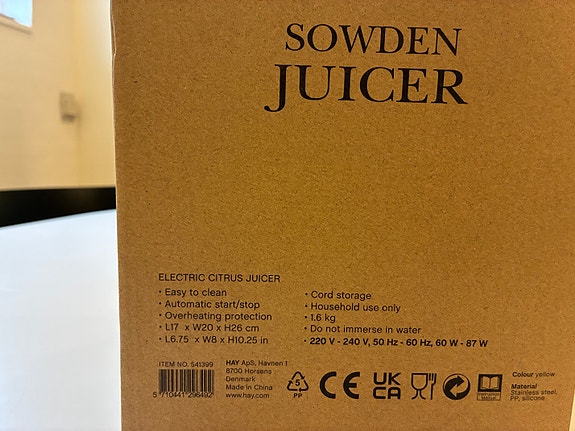 SOWDEN
JUICER
ELECTRIC CITRUS JUICER
• Easy to clean
• Automatic start/stop
• Overheating protection
• L17 x W20 x H26 cm
• L6.75 x W8 x H10.25 in
• Cord storage
• Household use only
• 1.6 kg
• Do not immerse in water
• 220 V - 240 V, 50 Hz - 60 Hz, 60 W - 87 W
ITEM NO. 541399
5 710441 296492
HAY ApS, Havnen 1
8700 Horsens
Denmark
Made in China
www.hay.com
5
PP
CE
UK
CA
Instruction
Manual
Colour yellow
Material
Stainless steel,
PP, silicone